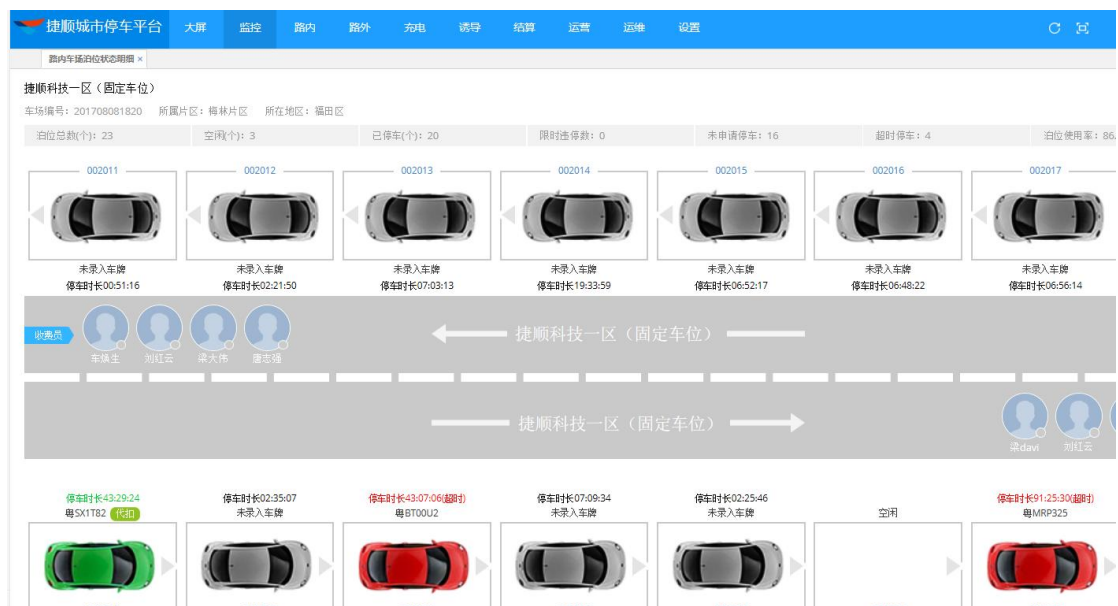 捷顺城市停车平台 大屏 监控 路内 路外 充电 诱导 结算 运营 运维 设置
路内车场泊位状态明细 ×
捷顺科技一区（固定车位）
车场编号：201708081820 所属片区：梅林片区 所在地区：福田区
泊位总数(个)：23 空闲(个)：3 已停车(个)：20 限时违停数：0 未申请停车：16 超时停车：4 泊位使用率：86.
002011 002012 002013 002014 002015 002016 002017
未录入车牌 未录入车牌 未录入车牌 未录入车牌 未录入车牌 未录入车牌 未录入车牌
停车时长00:51:16 停车时长02:21:50 停车时长07:03:13 停车时长19:33:59 停车时长06:52:17 停车时长06:48:22 停车时长06:56:14
收费员 捷顺科技一区（固定车位）
车焕生 刘红云 梁大伟 唐志强
捷顺科技一区（固定车位）
梁davi 刘红云
停车时长43:29:24 停车时长02:35:07 停车时长43:07:06(超时) 停车时长07:09:34 停车时长02:25:46 停车时长91:25:30(超时)
粤SX1T82 代扣 未录入车牌 粤BT00U2 未录入车牌 未录入车牌 空闲 粤MRP325